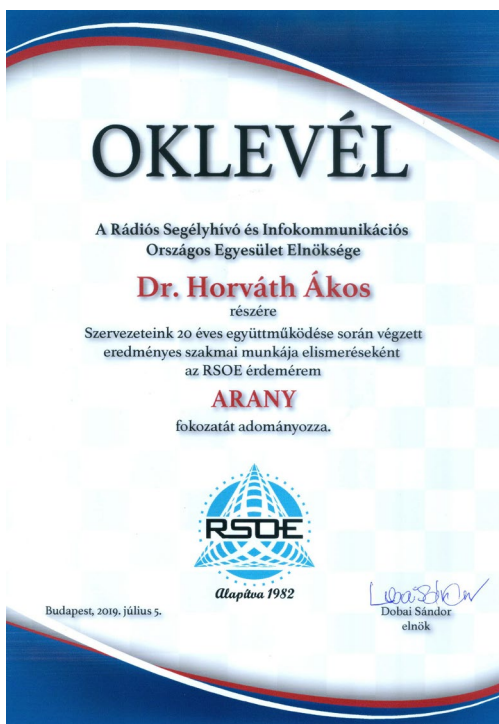 OKLEVÉL
A Rádiós Segélyhívó és Infokommunikációs
Országos Egyesület Elnöksége
Dr. Horváth Ákos
részére
Szervezeteink 20 éves együttműködése során végzett
eredményes szakmai munkája elismeréseként
az RSOE érdemérem
ARANY
fokozatát adományozza.
RSOE
Alapítva 1982
Budapest, 2019. július 5.
Dobai Sándor
elnök